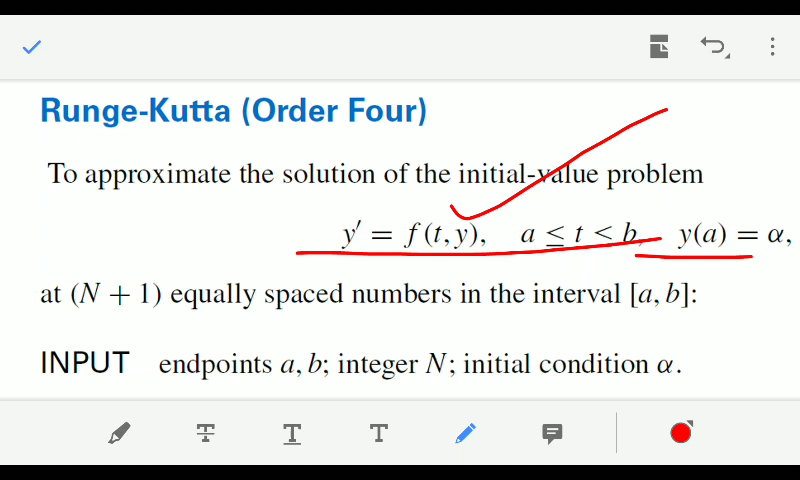 Runge-Kutta (Order Four)
To approximate the solution of the initial-value problem
y′ = f(t, y), a ≤ t < b, y(a) = α,
at (N + 1) equally spaced numbers in the interval [a, b]:
INPUT endpoints a, b; integer N; initial condition α.
T T T